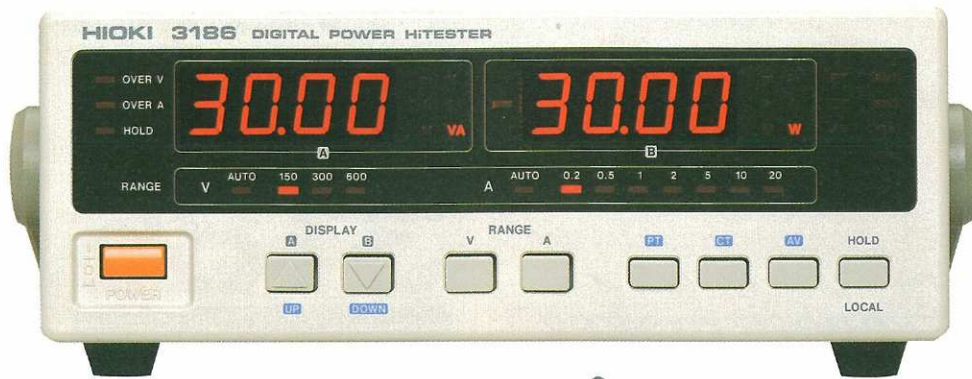 HIOKI 3186 DIGITAL POWER HiTESTER
OVER V
OVER A
HOLD
30.00 VA
30.00 W
A B
RANGE V AUTO 150 300 600 A AUTO 0.2 0.5 1 2 5 10 20
DISPLAY RANGE
A B V A PT CT AV HOLD
POWER
UP DOWN LOCAL